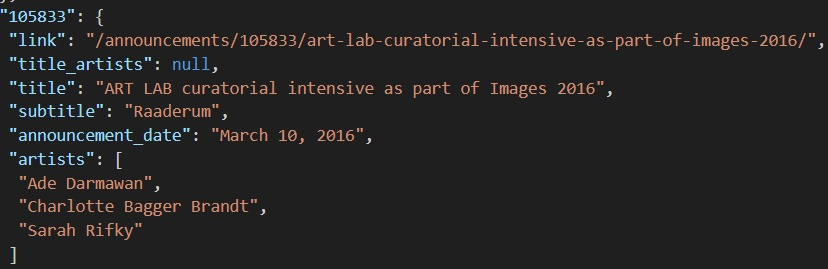 "105833": {
"link": "/announcements/105833/art-lab-curatorial-intensive-as-part-of-images-2016/",
"title_artists": null,
"title": "ART LAB curatorial intensive as part of Images 2016",
"subtitle": "Raaderum",
"announcement_date": "March 10, 2016",
"artists": [
"Ade Darmawan",
"Charlotte Bagger Brandt",
"Sarah Rifky"
]